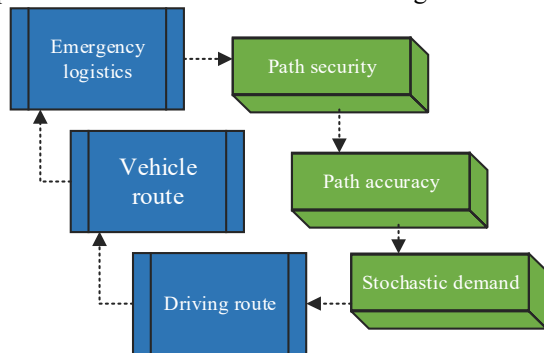 Emergency
logistics
Path security
Vehicle
route
Path accuracy
Stochastic demand
Driving route